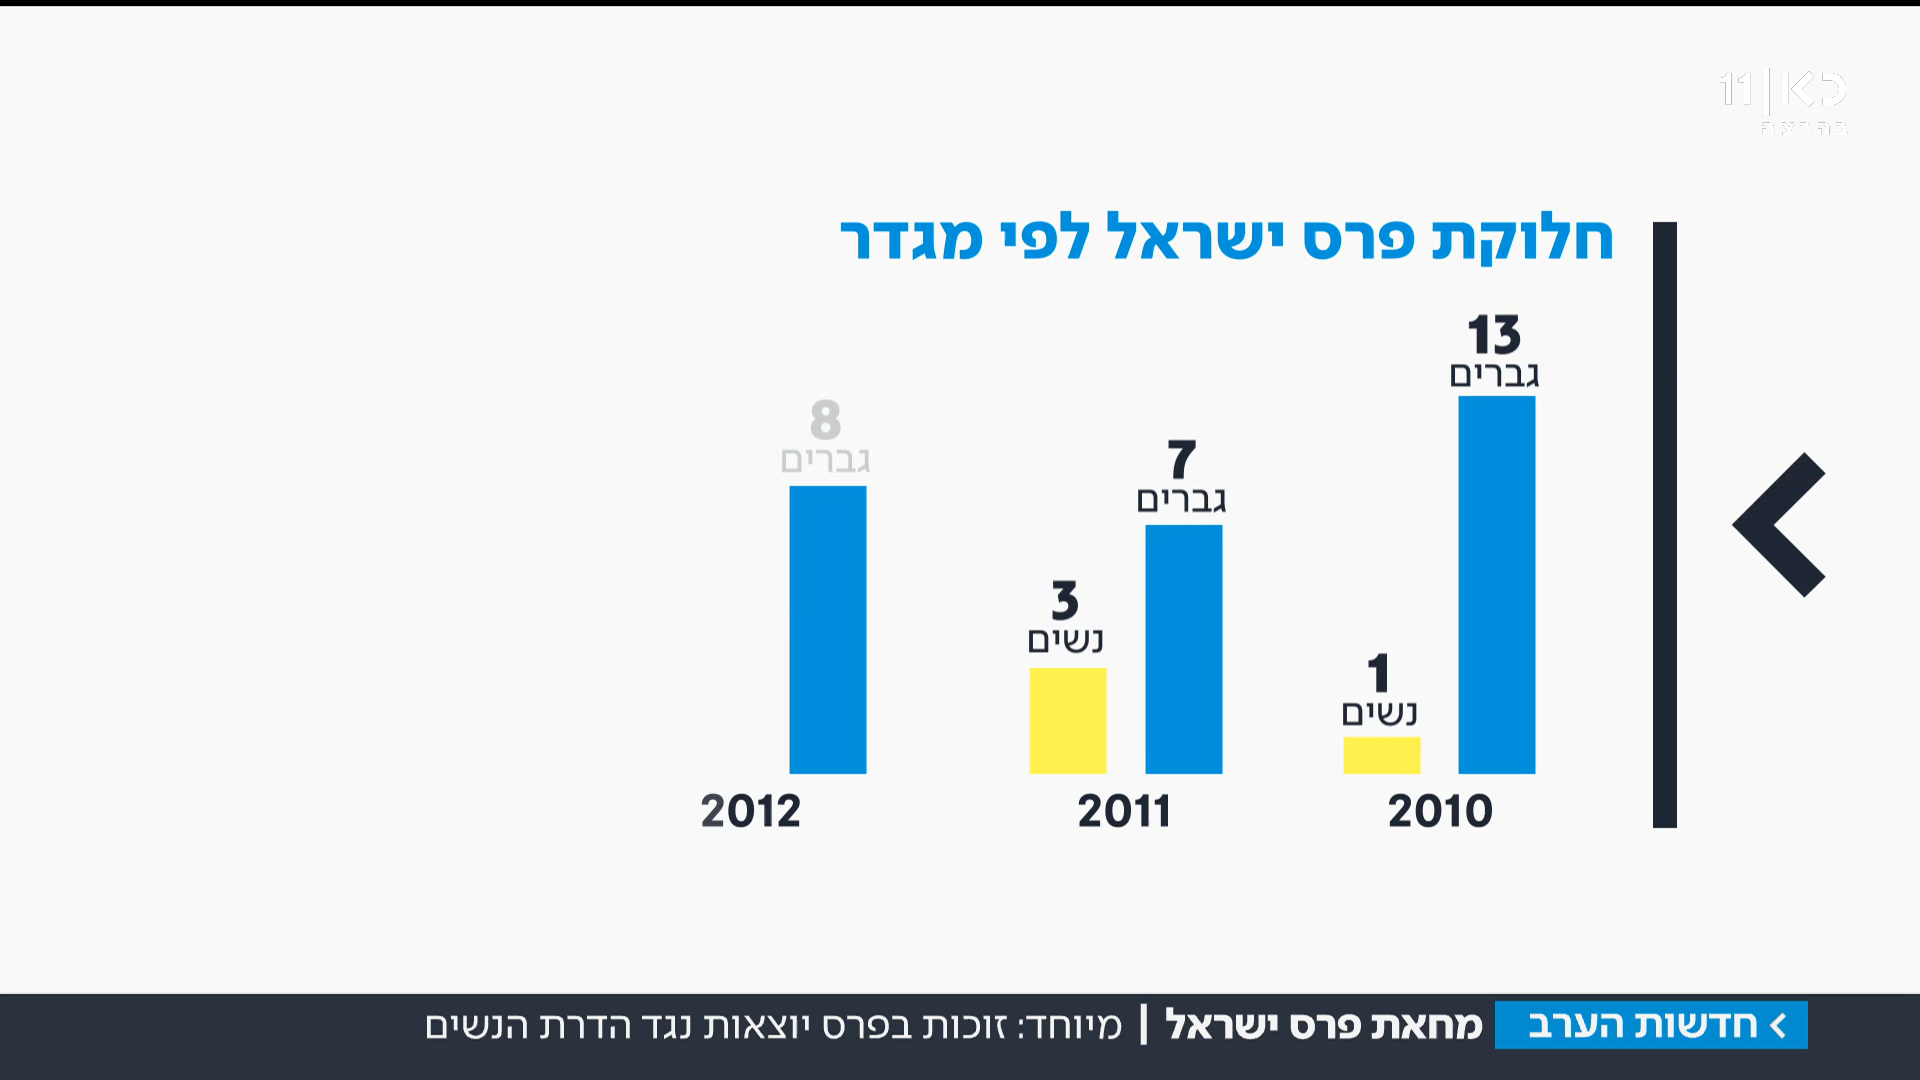 כאן 11
בהרצה
חלוקת פרס ישראל לפי מגדר
13
גברים
1
נשים
2010
7
גברים
3
נשים
2011
8
גברים
2012
חדשות הערב
מחאת פרס ישראל | מיוחד: זוכות בפרס יוצאות נגד הדרת הנשים